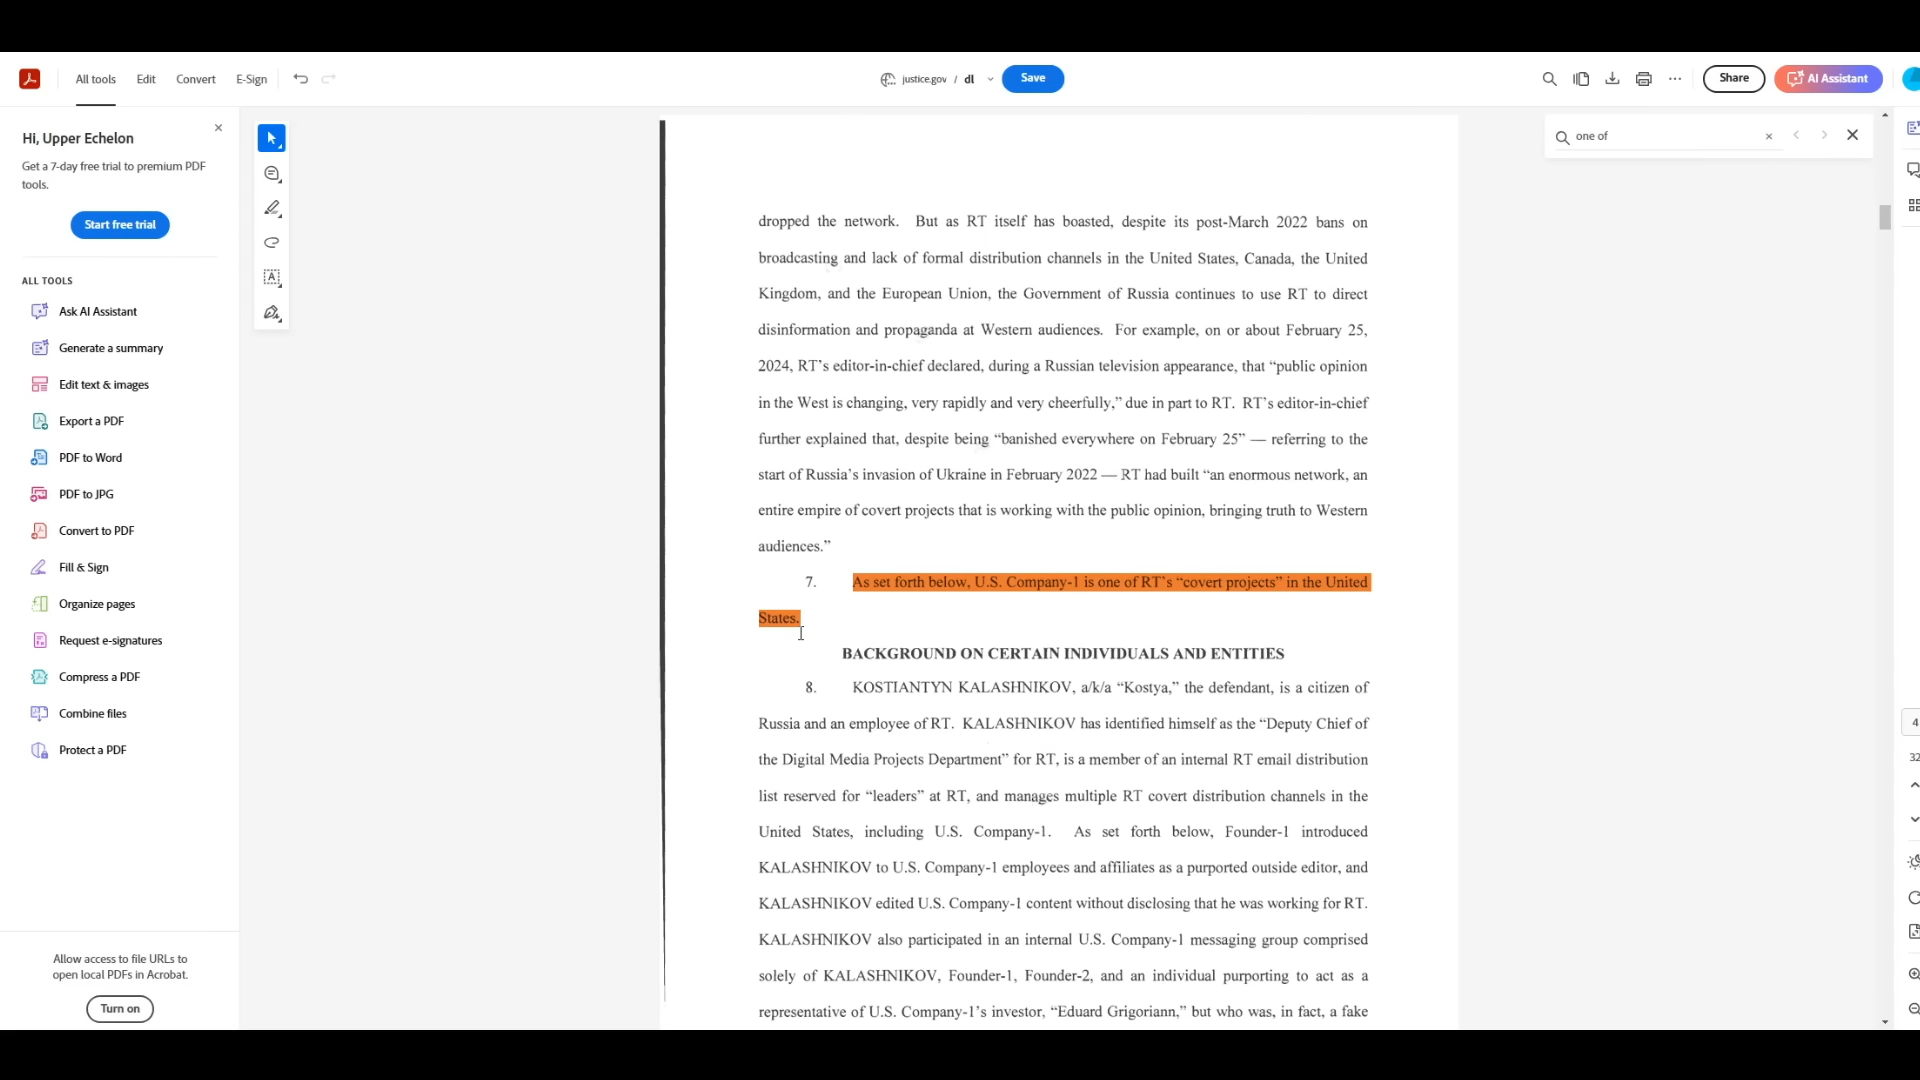 All tools
Edit
Convert
E-Sign
justice.gov / dl
Save
Share
AI Assistant
Hi, Upper Echelon
Get a 7-day free trial to premium PDF
tools.
Start free trial
ALL TOOLS
Ask AI Assistant
Generate a summary
Edit text & images
Export a PDF
PDF to Word
PDF to JPG
Convert to PDF
Fill & Sign
Organize pages
Request e-signatures
Compress a PDF
Combine files
Protect a PDF
Allow access to file URLs to
open local PDFs in Acrobat.
Turn on
one of
dropped the network. But as RT itself has boasted, despite its post-March 2022 bans on
broadcasting and lack of formal distribution channels in the United States, Canada, the United
Kingdom, and the European Union, the Government of Russia continues to use RT to direct
disinformation and propaganda at Western audiences. For example, on or about February 25,
2024, RT’s editor-in-chief declared, during a Russian television appearance, that “public opinion
in the West is changing, very rapidly and very cheerfully,” due in part to RT. RT’s editor-in-chief
further explained that, despite being “banished everywhere on February 25” — referring to the
start of Russia’s invasion of Ukraine in February 2022 — RT had built “an enormous network, an
entire empire of covert projects that is working with the public opinion, bringing truth to Western
audiences.”
7. As set forth below, U.S. Company-1 is one of RT’s “covert projects” in the United
States.
BACKGROUND ON CERTAIN INDIVIDUALS AND ENTITIES
8. KOSTIANTYN KALASHNIKOV, a/k/a “Kostya,” the defendant, is a citizen of
Russia and an employee of RT. KALASHNIKOV has identified himself as the “Deputy Chief of
the Digital Media Projects Department” for RT, is a member of an internal RT email distribution
list reserved for “leaders” at RT, and manages multiple RT covert distribution channels in the
United States, including U.S. Company-1. As set forth below, Founder-1 introduced
KALASHNIKOV to U.S. Company-1 employees and affiliates as a purported outside editor, and
KALASHNIKOV edited U.S. Company-1 content without disclosing that he was working for RT.
KALASHNIKOV also participated in an internal U.S. Company-1 messaging group comprised
solely of KALASHNIKOV, Founder-1, Founder-2, and an individual purporting to act as a
representative of U.S. Company-1’s investor, “Eduard Grigoriann,” but who was, in fact, a fake
4
32